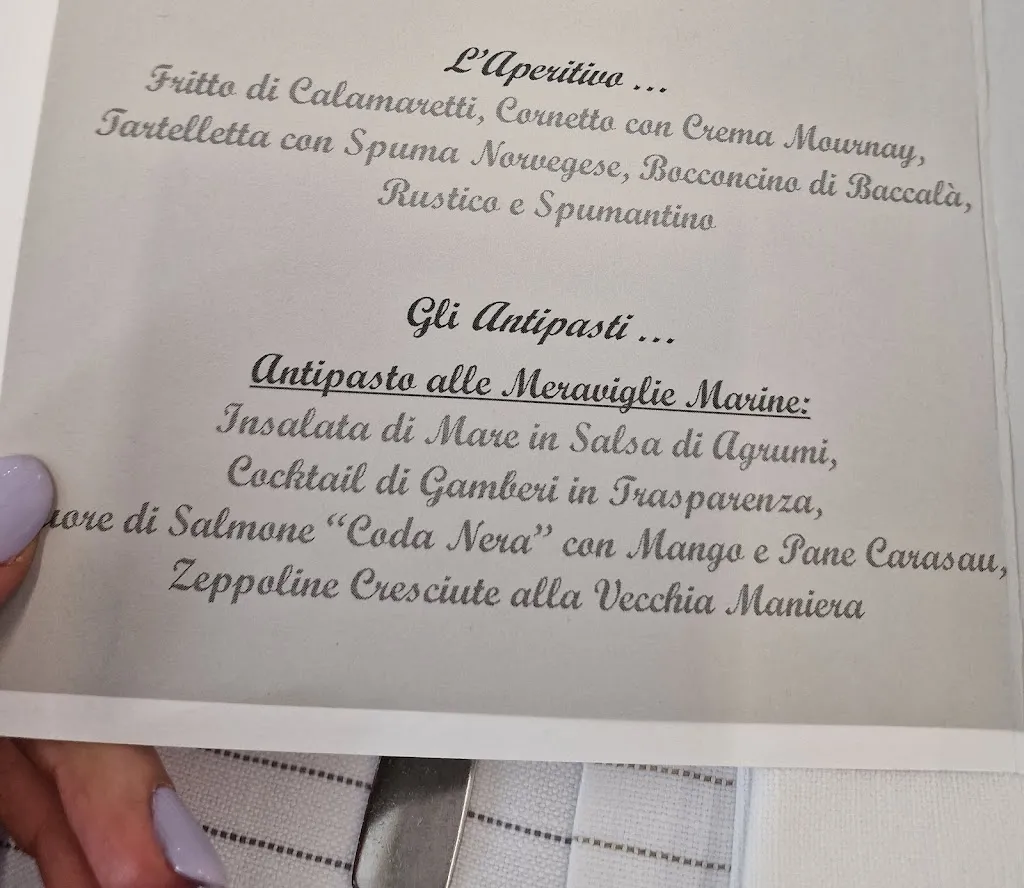 L'Aperitivo ...
Fritto di Calamaretti, Cornetto con Crema Mournay,
Tartelletta con Spuma Norvegese, Bocconcino di Baccalà,
Rustico e Spumantino
Gli Antipasti ...
Antipasto alle Meraviglie Marine:
Insalata di Mare in Salsa di Agrumi,
Cocktail di Gamberi in Trasparenza,
di Salmone “Coda Nera” con Mango e Pane Carasau,
Zeppoline Cresciute alla Vecchia Maniera